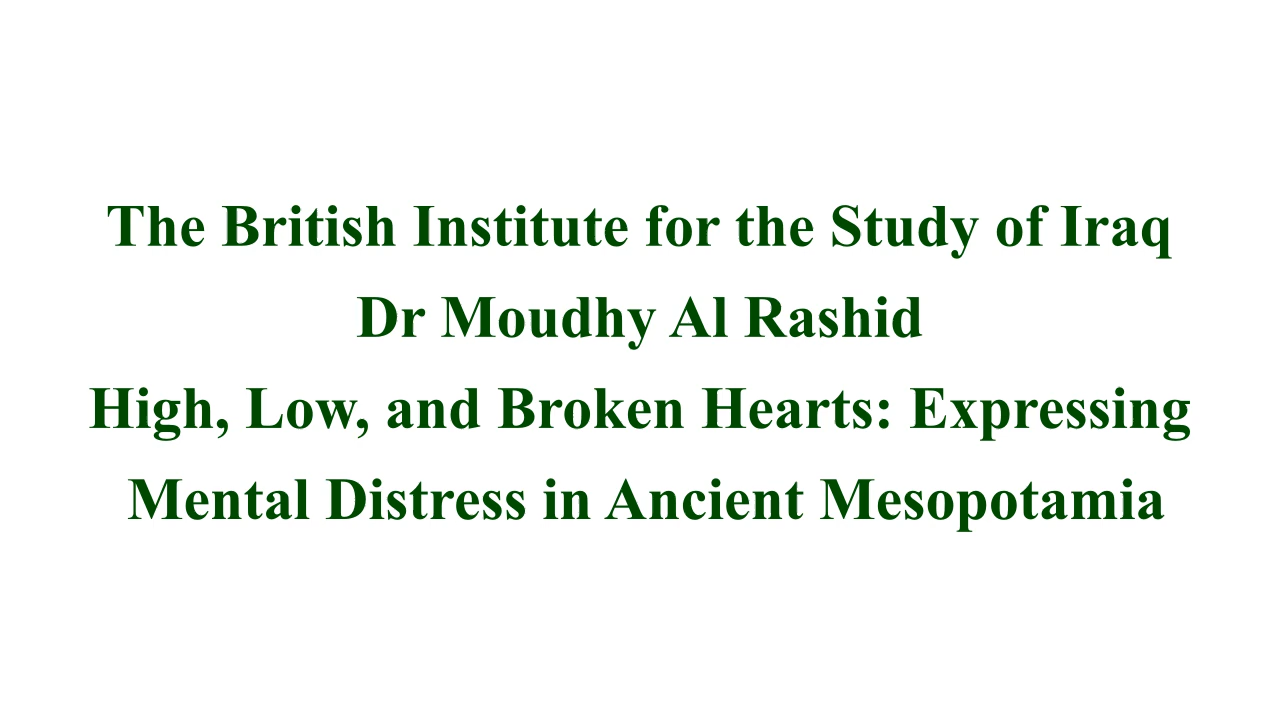 The British Institute for the Study of Iraq
Dr Moudhy Al Rashid
High, Low, and Broken Hearts: Expressing
Mental Distress in Ancient Mesopotamia